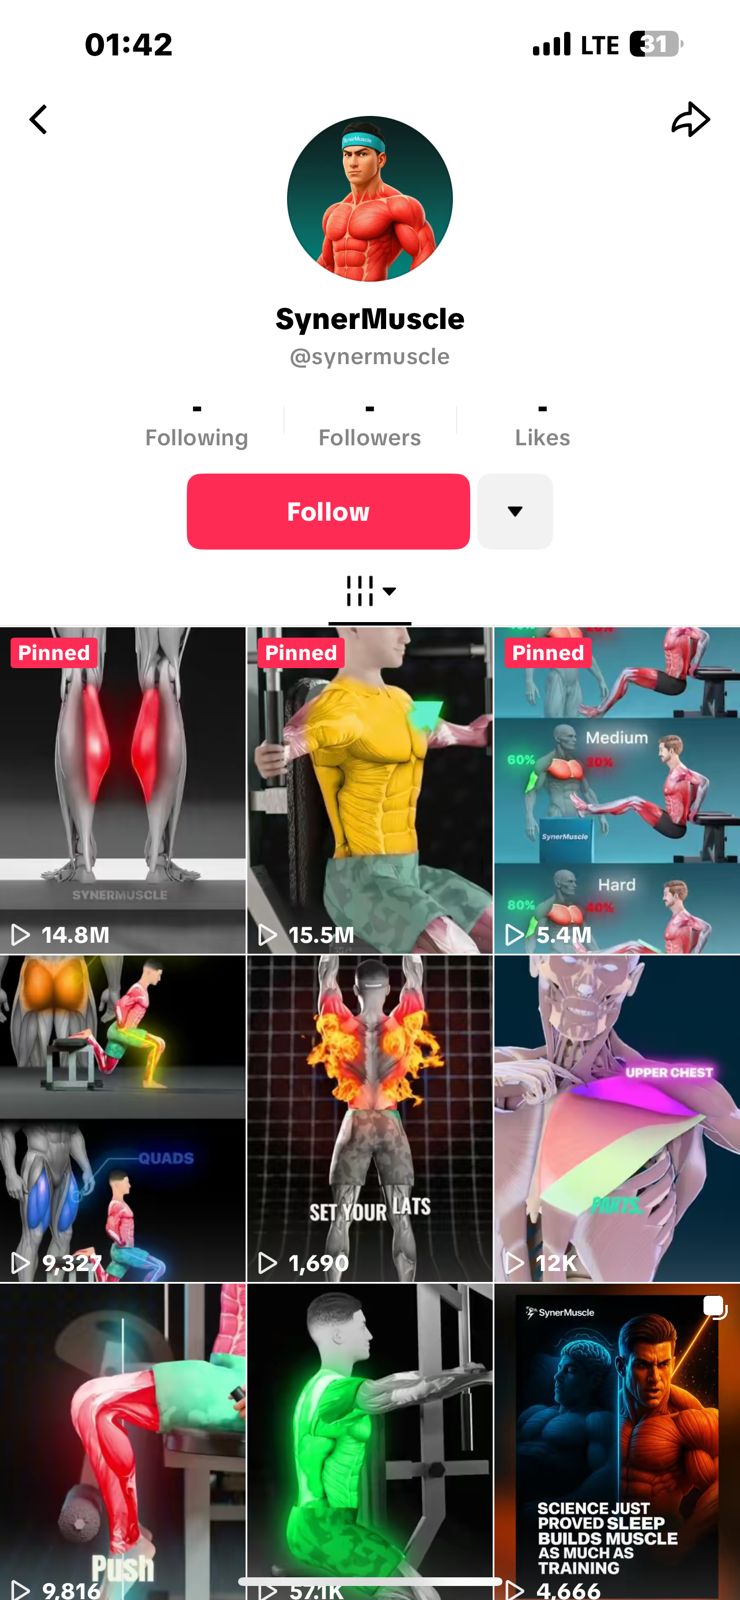 01:42
LTE
31
SynerMuscle
SynerMuscle
@synermuscle
- - -
Following Followers Likes
Follow
Pinned
SYNERMUSCLE
14.8M
Pinned
15.5M
Pinned
Medium
60% 30%
SynerMuscle
Hard
80% 40%
5.4M
QUADS
9,327
SET YOUR LATS
1,690
UPPER CHEST
PARTS.
12K
Push
9,816
57.1K
SynerMuscle
SCIENCE JUST
PROVED SLEEP
BUILDS MUSCLE
AS MUCH AS
TRAINING
4,666